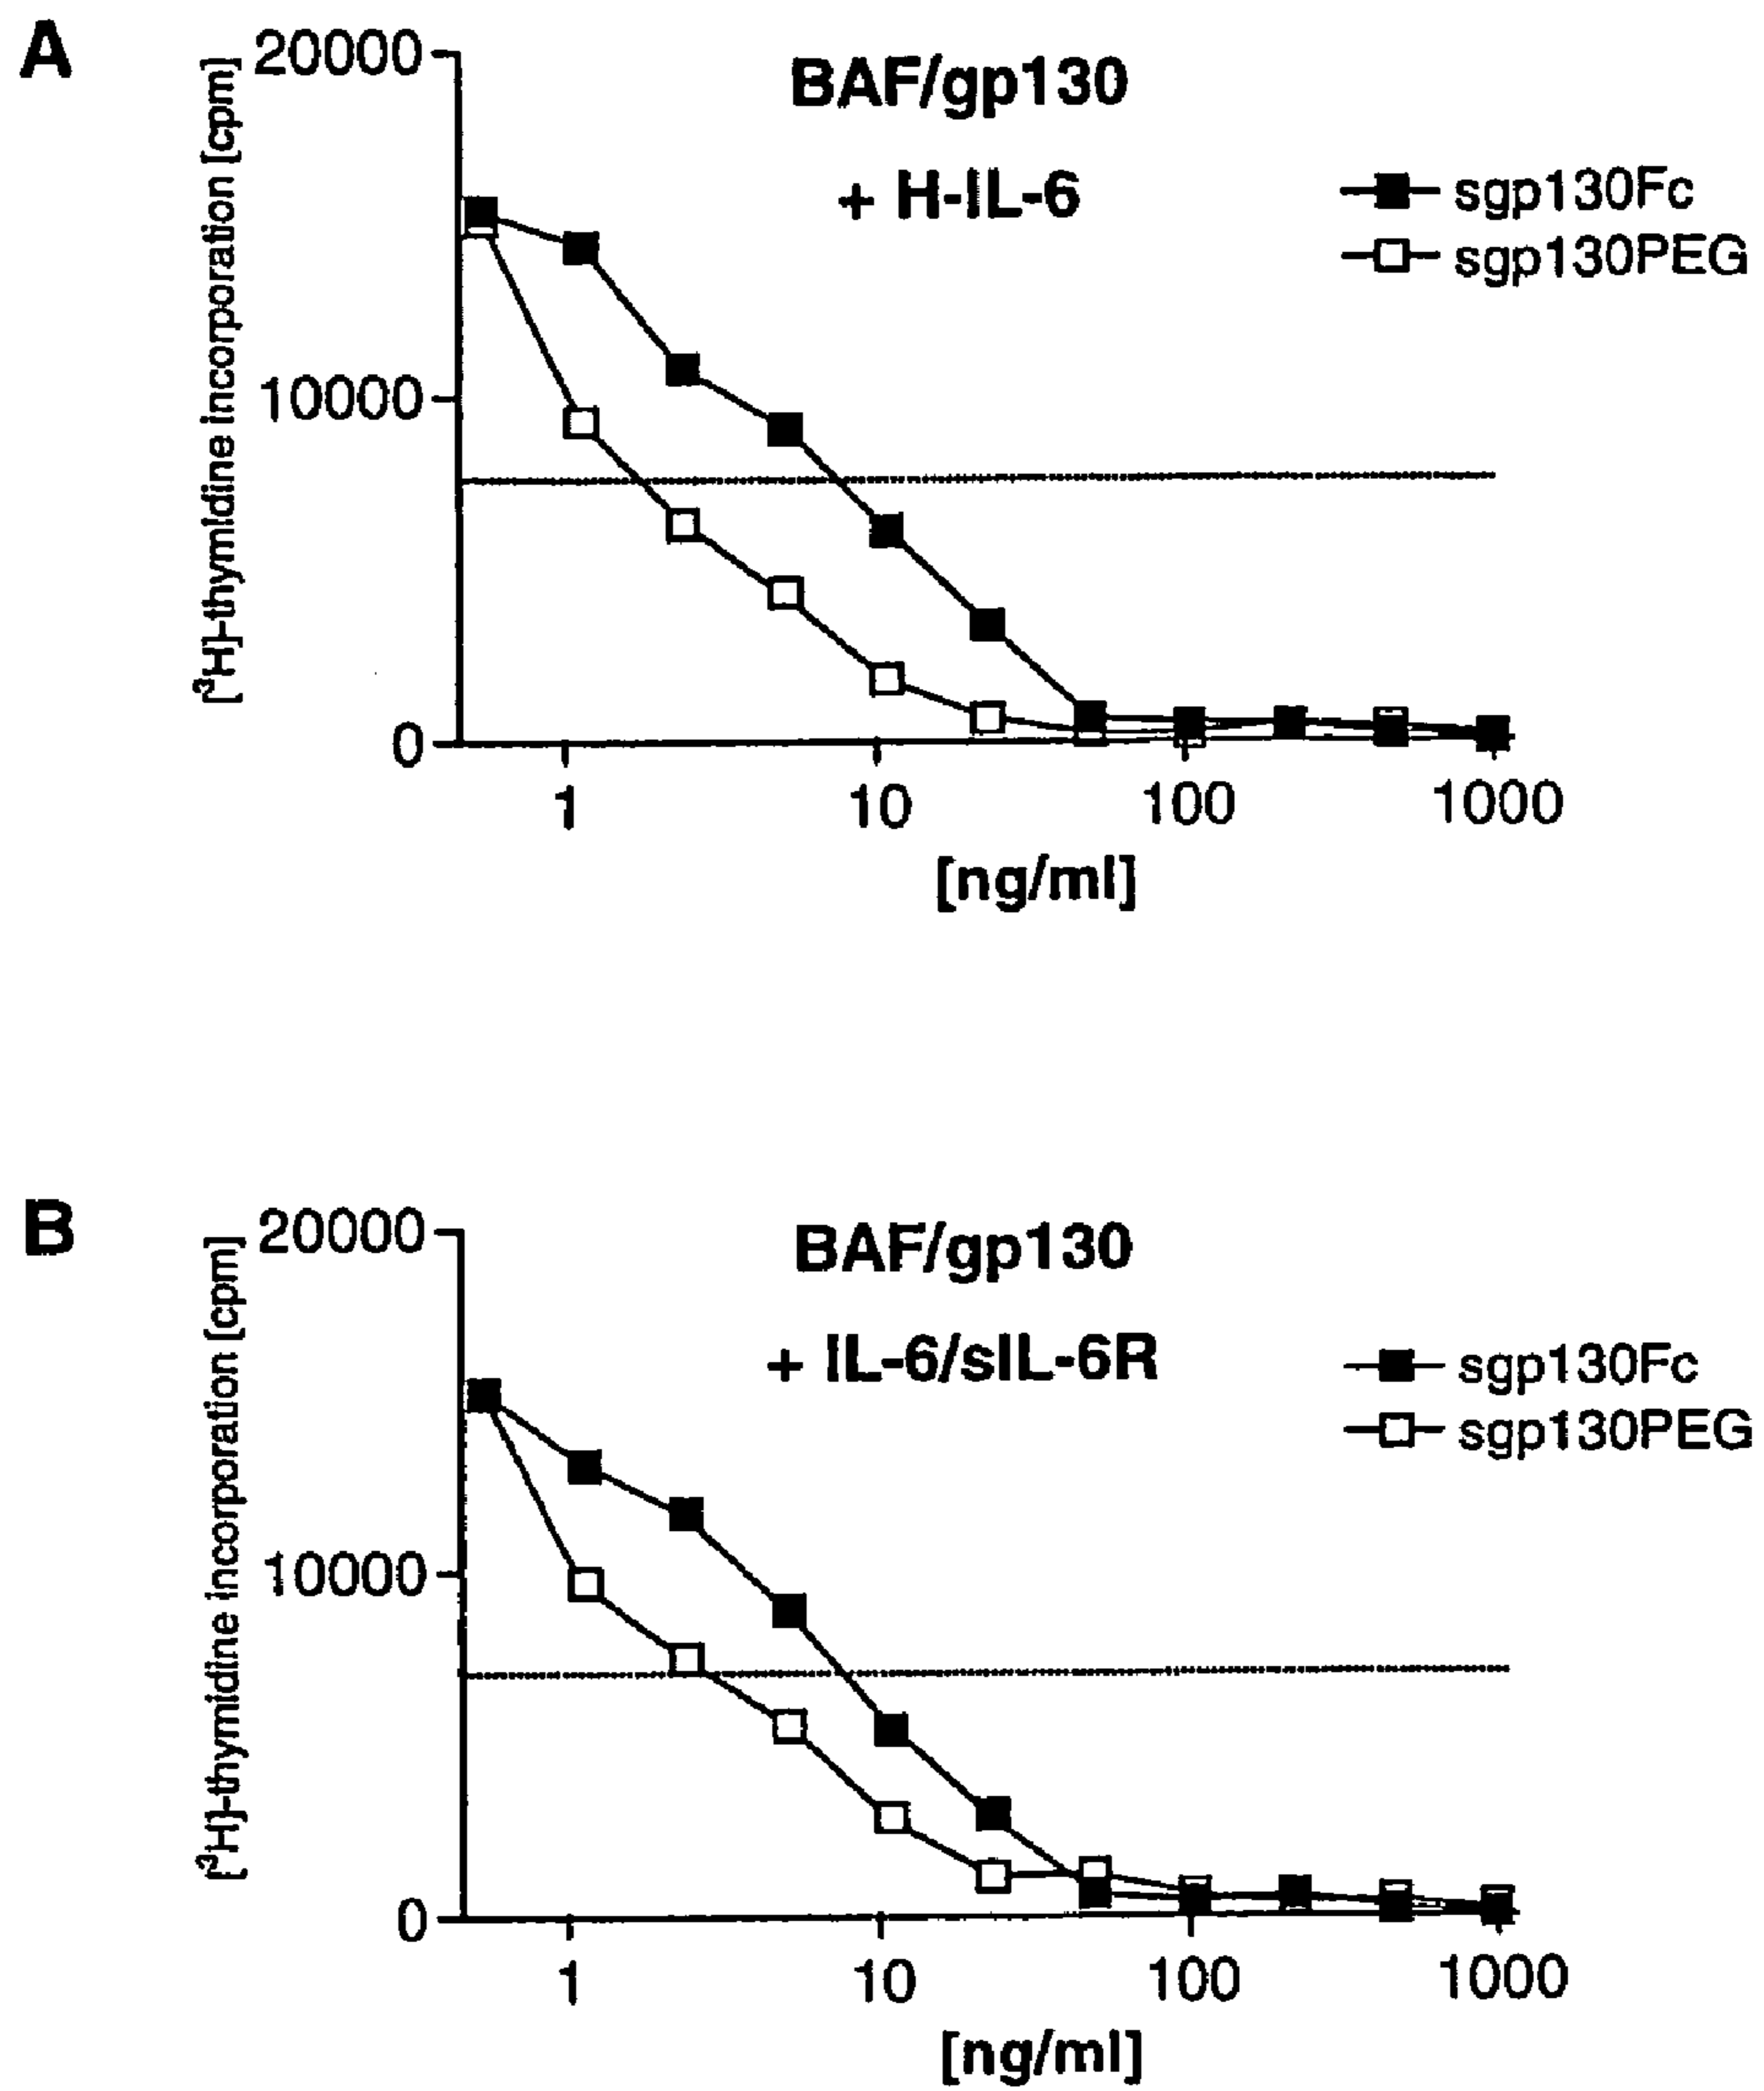 A
BAF/gp130
+ H-IL-6
sgp130Fc
sgp130PEG
[³H]-thymidine incorporation [cpm]
20000
10000
0
1 10 100 1000
[ng/ml]
B
BAF/gp130
+ IL-6/sIL-6R
sgp130Fc
sgp130PEG
[³H]-thymidine incorporation [cpm]
20000
10000
0
1 10 100 1000
[ng/ml]